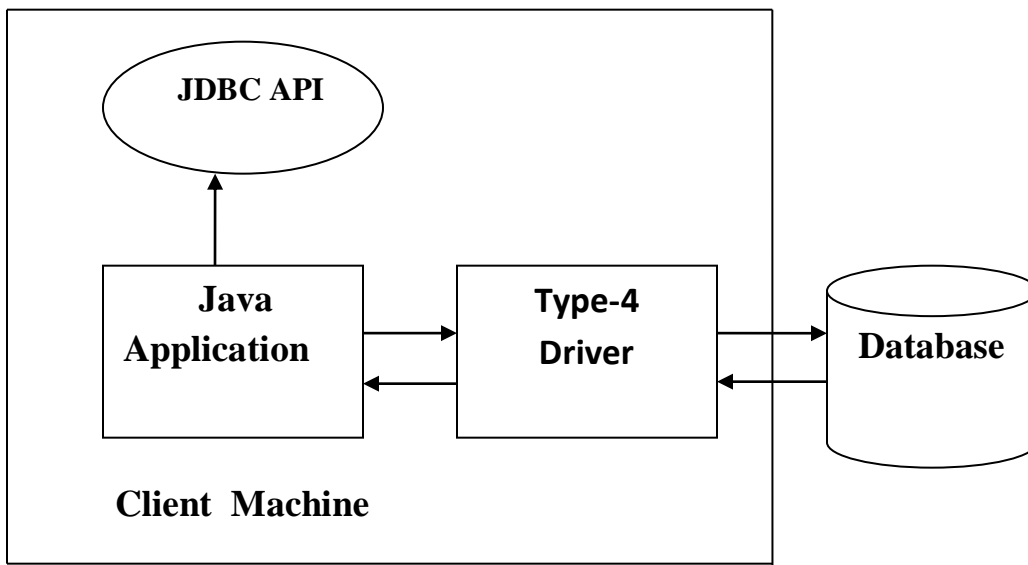 JDBC API
Java
Application
Type-4
Driver
Database
Client Machine